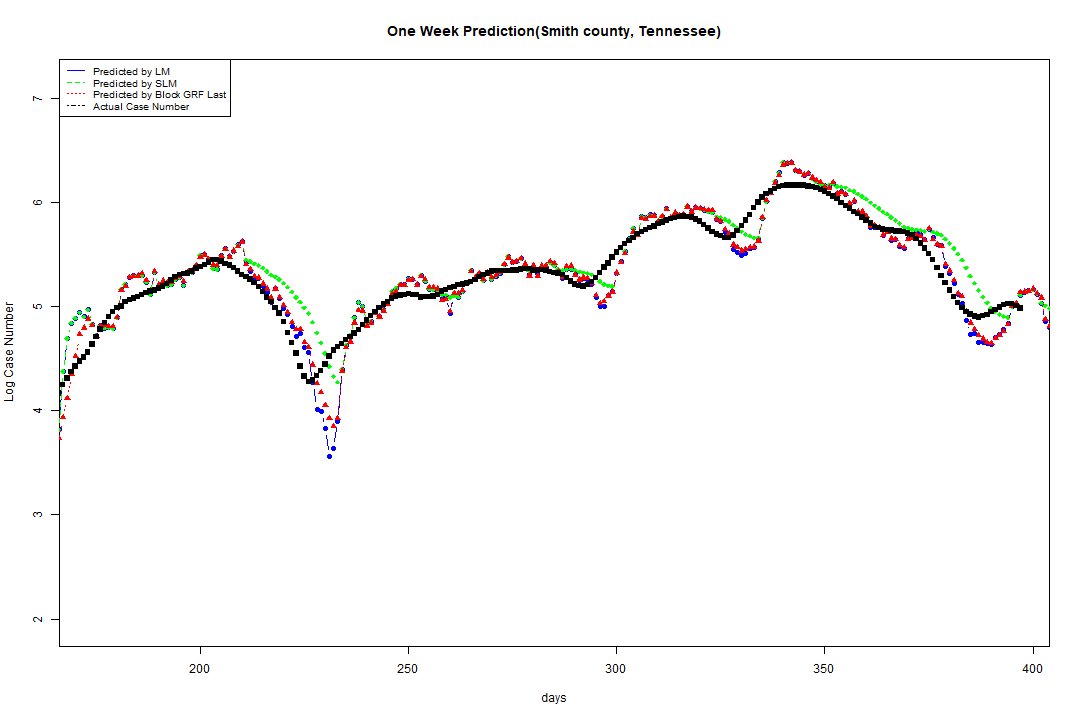 One Week Prediction(Smith county, Tennessee)
Predicted by LM
Predicted by SLM
Predicted by Block GRF Last
Actual Case Number
7
6
5
4
3
2
Log Case Number
200 250 300 350 400
days